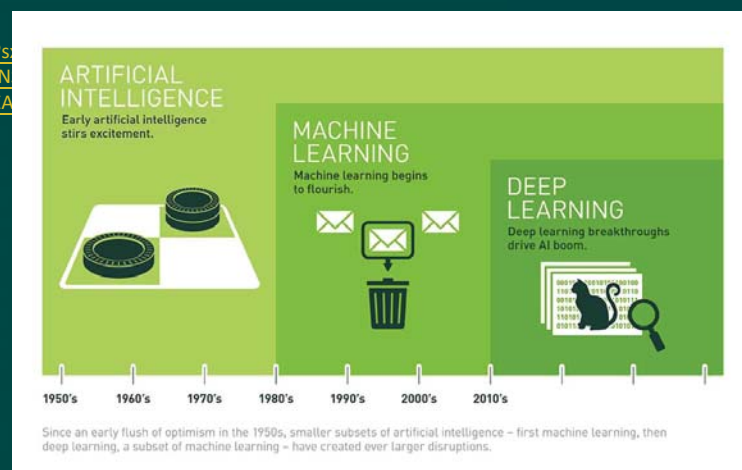 ARTIFICIAL
INTELLIGENCE
Early artificial intelligence
stirs excitement.
MACHINE
LEARNING
Machine learning begins
to flourish.
DEEP
LEARNING
Deep learning breakthroughs
drive AI boom.
1950's 1960's 1970's 1980's 1990's 2000's 2010's
Since an early flush of optimism in the 1950s, smaller subsets of artificial intelligence – first machine learning, then
deep learning, a subset of machine learning – have created ever larger disruptions.